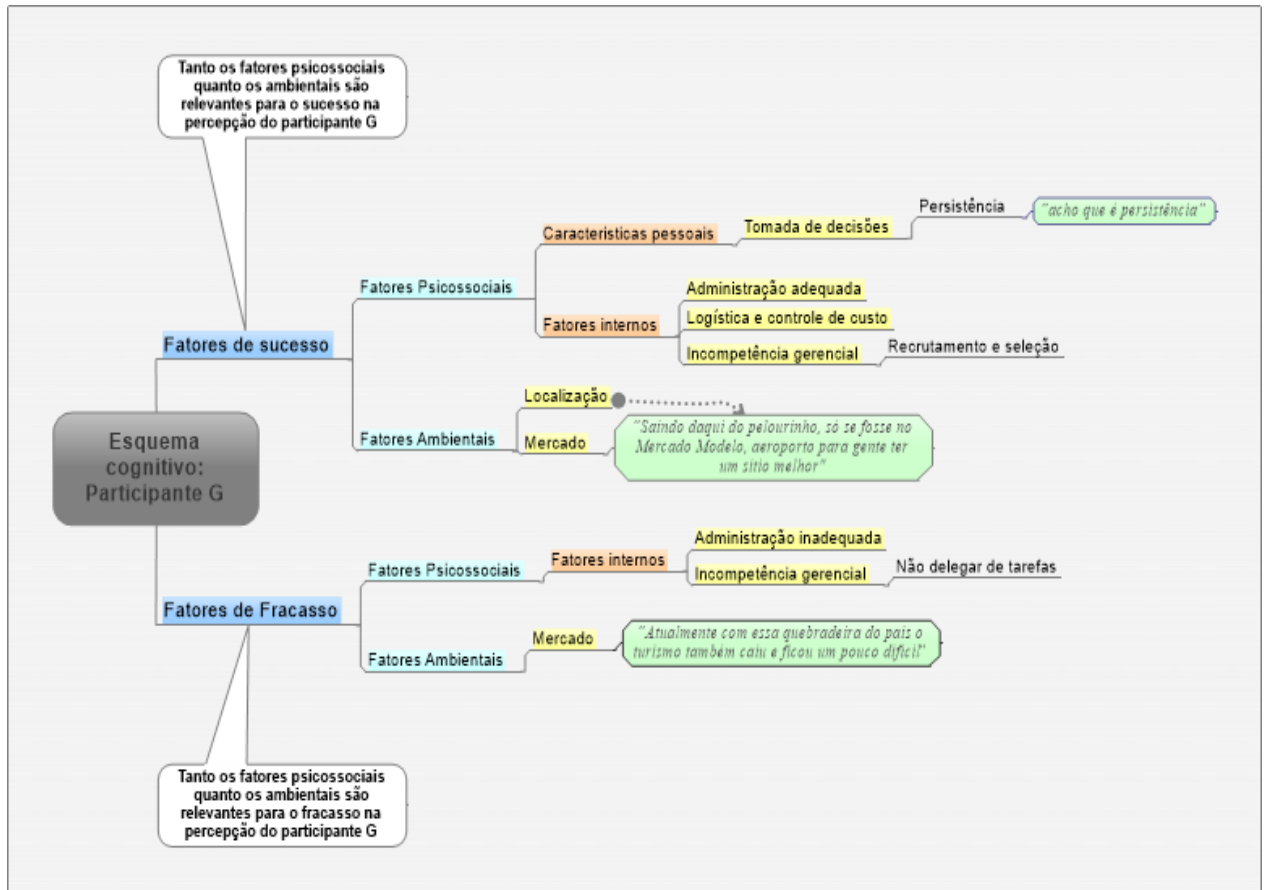 Tanto os fatores psicossociais
quanto os ambientais são
relevantes para o sucesso na
percepção do participante G
Persistência
"acho que é persistência"
Tomada de decisões
Características pessoais
Fatores Psicossociais
Administração adequada
Logística e controle de custo
Fatores internos
Incompetência gerencial
Recrutamento e seleção
Fatores de sucesso
Localização
Fatores Ambientais
Mercado
"Saindo daqui do pelourinho, só se fosse no
Mercado Modelo, aeroporto para gente ter
um sitio melhor"
Esquema
cognitivo:
Participante G
Administração inadequada
Fatores internos
Fatores Psicossociais
Incompetência gerencial
Não delegar de tarefas
Fatores de Fracasso
Mercado
"Atualmente com essa quebradeira do pais o
turismo também caiu e ficou um pouco dificil"
Fatores Ambientais
Tanto os fatores psicossociais
quanto os ambientais são
relevantes para o fracasso na
percepção do participante G